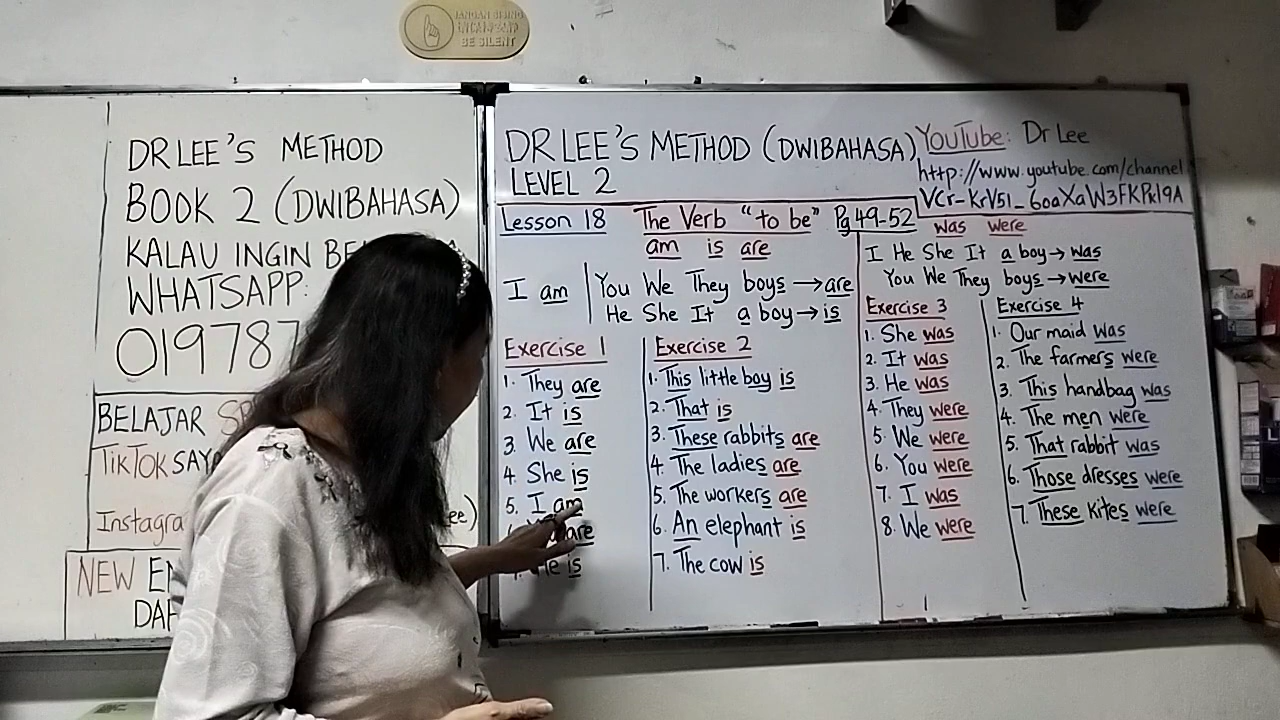 BE SILENT
DR LEE'S METHOD
BOOK 2 (DWIBAHASA)
KALAU INGIN
WHATSAPP:
019787
BELAJAR
TIKTOK SAYA
Instagra
NEW
DAH
DR LEE'S METHOD (DWIBAHASA)
LEVEL 2
YouTube: Dr Lee
http://www.youtube.com/channel
VCr-KrV51_6oaXaW3FKPkl9A
Lesson 18 The Verb "to be" Pg 49-52
am is are
I am
You We They boys → are
He She It a boy → is
was were
I He She It a boy → was
You We They boys → were
Exercise 1
1. They are
2. It is
3. We are
4. She is
5. I am
are
7. He is
Exercise 2
1. This little boy is
2. That is
3. These rabbits are
4. The ladies are
5. The workers are
6. An elephant is
7. The cow is
Exercise 3
1. She was
2. It was
3. He was
4. They were
5. We were
6. You were
7. I was
8. We were
Exercise 4
1. Our maid was
2. The farmers were
3. This handbag was
4. The men were
5. That rabbit was
6. Those dresses were
7. These kites were